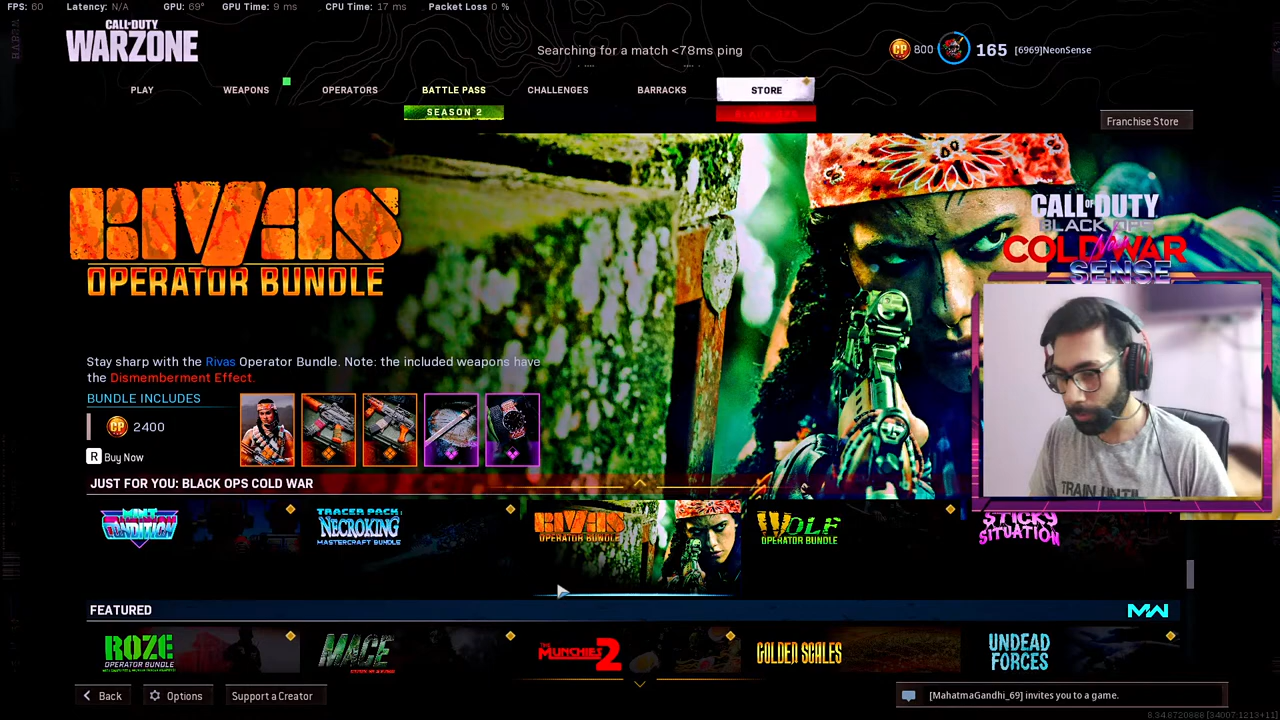 FPS: 60 Latency: N/A GPU: 69° GPU Time: 9 ms CPU Time: 17 ms Packet Loss 0 %
CALL OF DUTY
WARZONE
Searching for a match <78ms ping
CP 800
165
[6969]NeonSense
PLAY
WEAPONS
OPERATORS
BATTLE PASS
CHALLENGES
BARRACKS
STORE
SEASON 2
Franchise Store
RIVAS
OPERATOR BUNDLE
CALL OF DUTY
BLACK OPS
COLD WAR
SENSE
Stay sharp with the Rivas Operator Bundle. Note: the included weapons have
the Dismemberment Effect.
BUNDLE INCLUDES
CP 2400
R Buy Now
TRAIN UNTIL
JUST FOR YOU: BLACK OPS COLD WAR
MINT
CONDITION
TRACER PACK
NECROKING
MASTERCRAFT BUNDLE
RIVAS
OPERATOR BUNDLE
WOLF
OPERATOR BUNDLE
STICKY
SITUATION
FEATURED
MW
ROZE
OPERATOR BUNDLE
MACE
THE MUNCHIES 2
GOLDEN SCALES
UNDEAD
FORCES
Back
Options
Support a Creator
[MahatmaGandhi_69] invites you to a game.